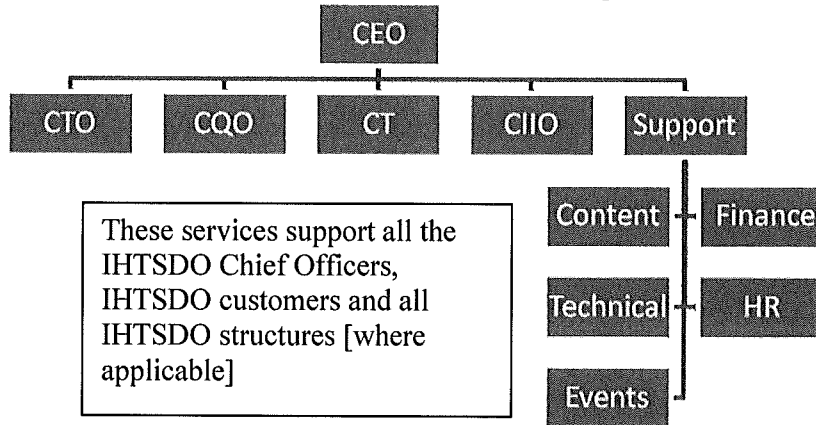 CEO
CTO
CQO
CT
CIIO
Support
Content
Finance
These services support all the
IHTSDO Chief Officers,
IHTSDO customers and all
IHTSDO structures [where
applicable]
Technical
HR
Events